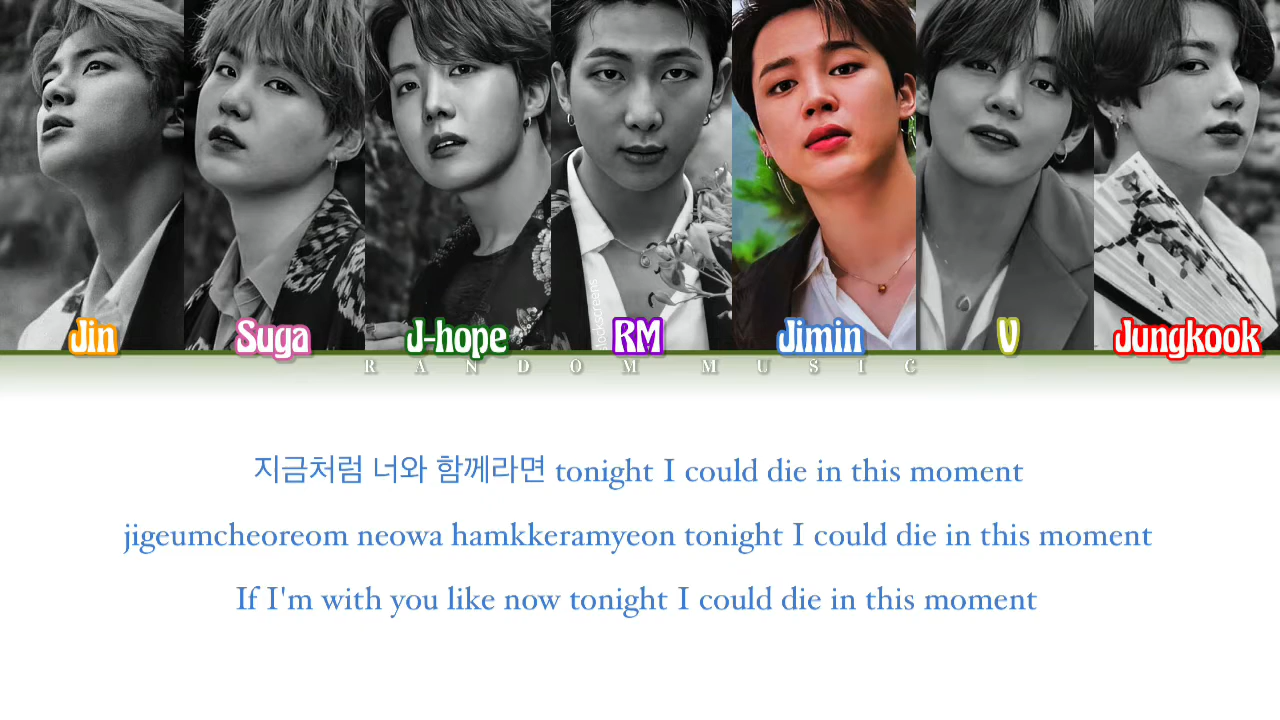 Jin Suga J-hope RM Jimin V Jungkook
RANDOM MUSIC
지금처럼 너와 함께라면 tonight I could die in this moment
jigeumcheoreom neowa hamkkeramyeon tonight I could die in this moment
If I'm with you like now tonight I could die in this moment